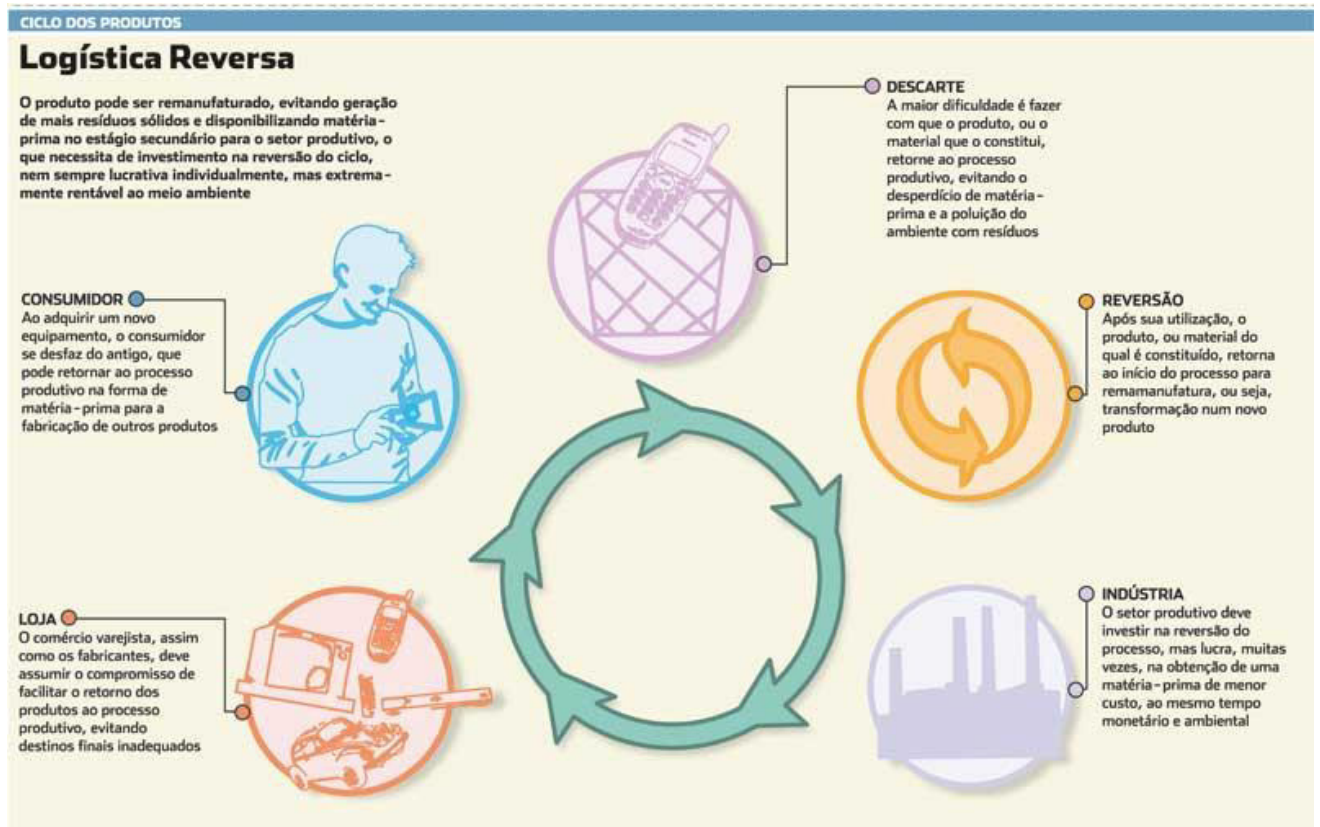 CICLO DOS PRODUTOS
Logística Reversa
O produto pode ser remanufaturado, evitando geração
de mais resíduos sólidos e disponibilizando matéria-
prima no estágio secundário para o setor produtivo, o
que necessita de investimento na reversão do ciclo,
nem sempre lucrativa individualmente, mas extrema-
mente rentável ao meio ambiente
DESCARTE
A maior dificuldade é fazer
com que o produto, ou o
material que o constitui,
retorne ao processo
produtivo, evitando o
desperdício de matéria-
prima e a poluição do
ambiente com resíduos
REVERSÃO
Após sua utilização, o
produto, ou material do
qual é constituído, retorna
ao início do processo para
remamanufatura, ou seja,
transformação num novo
produto
INDÚSTRIA
O setor produtivo deve
investir na reversão do
processo, mas lucra, muitas
vezes, na obtenção de uma
matéria-prima de menor
custo, ao mesmo tempo
monetário e ambiental
LOJA
O comércio varejista, assim
como os fabricantes, deve
assumir o compromisso de
facilitar o retorno dos
produtos ao processo
produtivo, evitando
destinos finais inadequados
CONSUMIDOR
Ao adquirir um novo
equipamento, o consumidor
se desfaz do antigo, que
pode retornar ao processo
produtivo na forma de
matéria-prima para a
fabricação de outros produtos